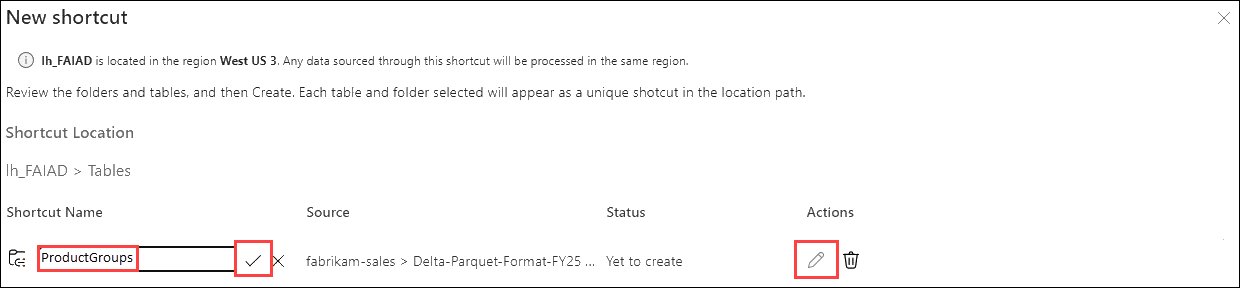 New shortcut
lh_FAIAD is located in the region West US 3. Any data sourced through this shortcut will be processed in the same region.
Review the folders and tables, and then Create. Each table and folder selected will appear as a unique shotcut in the location path.
Shortcut Location
lh_FAIAD > Tables
Shortcut Name Source Status Actions
ProductGroups fabrikam-sales > Delta-Parquet-Format-FY25 ... Yet to create